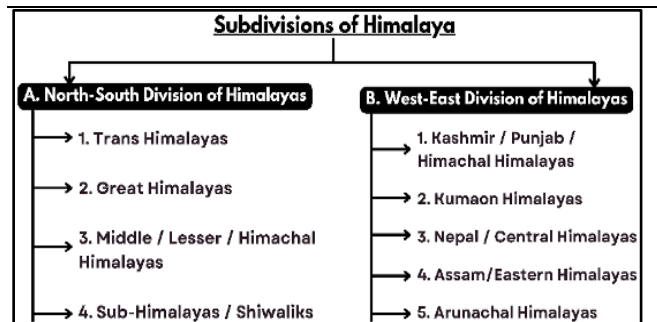 Subdivisions of Himalaya
A. North-South Division of Himalayas
1. Trans Himalayas
2. Great Himalayas
3. Middle / Lesser / Himachal
Himalayas
4. Sub-Himalayas / Shiwaliks
B. West-East Division of Himalayas
1. Kashmir / Punjab /
Himachal Himalayas
2. Kumaon Himalayas
3. Nepal / Central Himalayas
4. Assam/Eastern Himalayas
5. Arunachal Himalayas